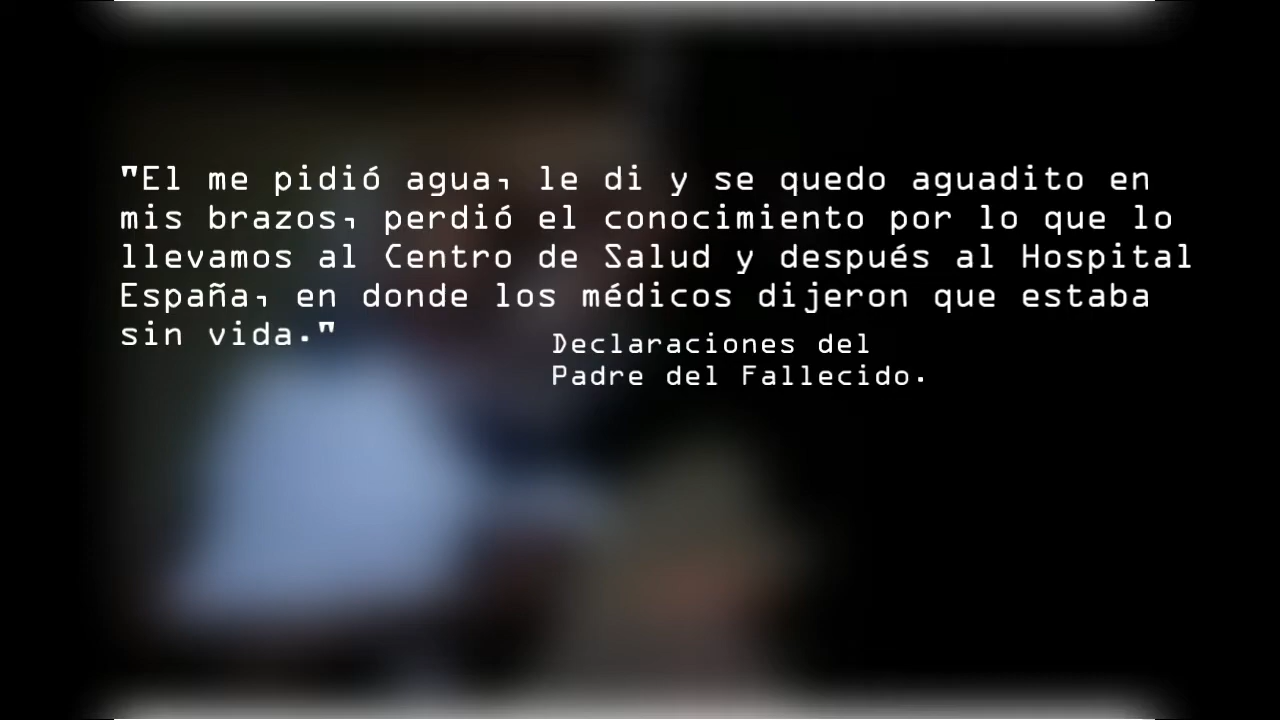 "El me pidió agua, le di y se quedo aguadito en
mis brazos, perdió el conocimiento por lo que lo
llevamos al Centro de Salud y después al Hospital
España, en donde los médicos dijeron que estaba
sin vida."
Declaraciones del
Padre del Fallecido.